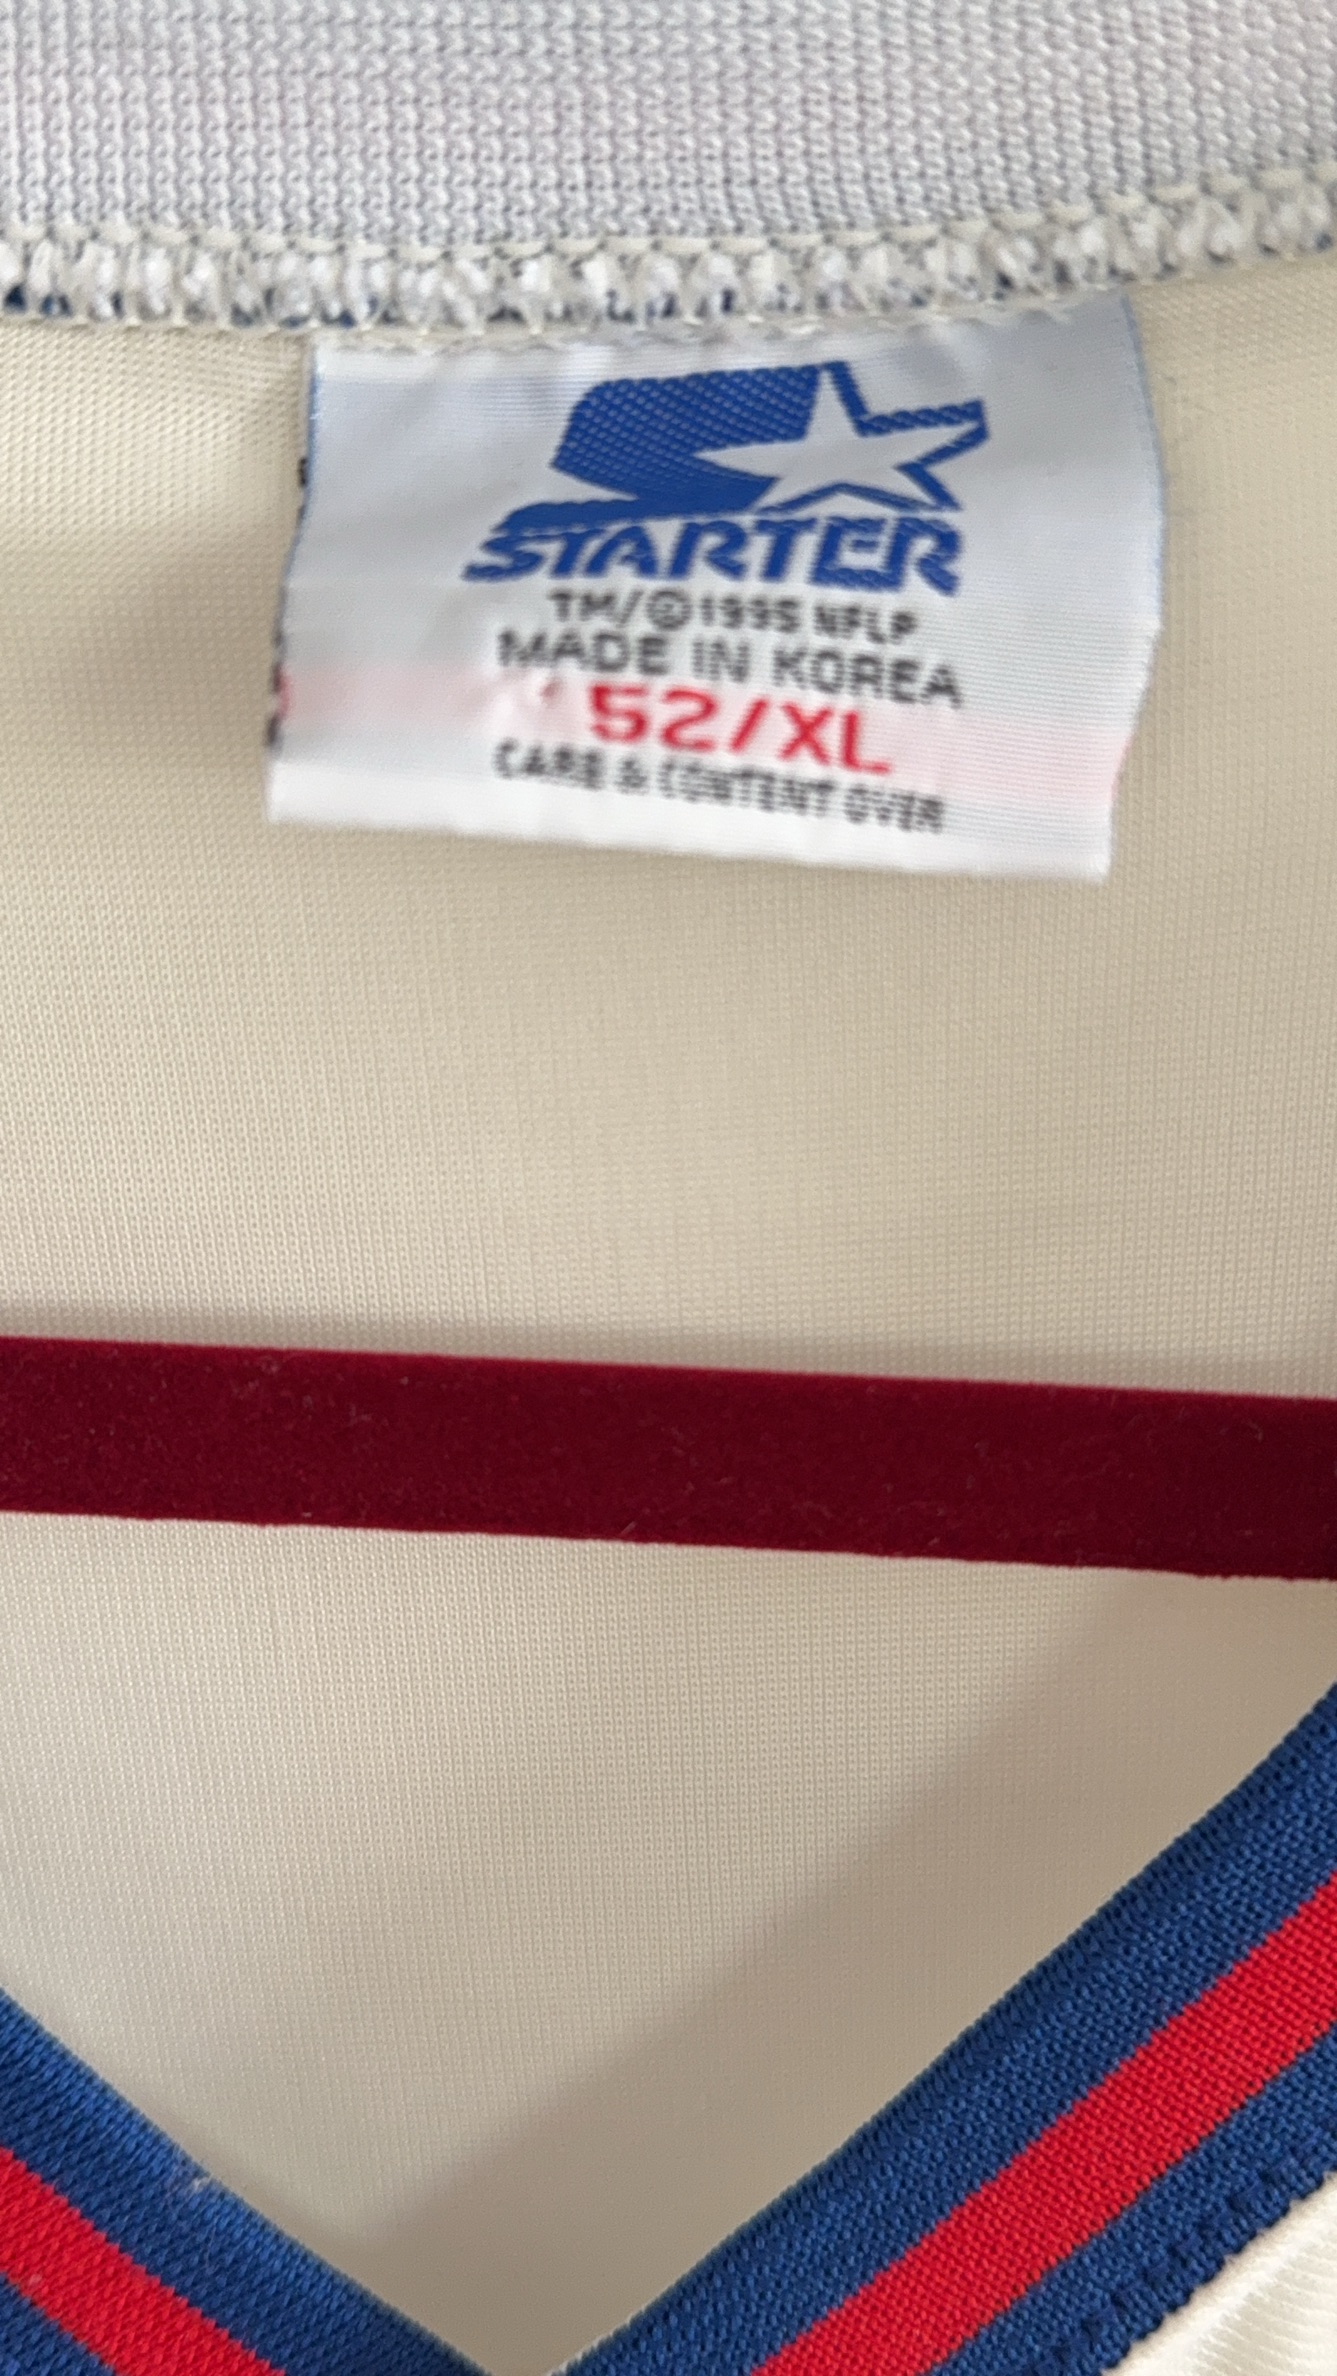 STARTER
TM/©1995 NFLP
MADE IN KOREA
52/XL
CARE & CONTENT OVER